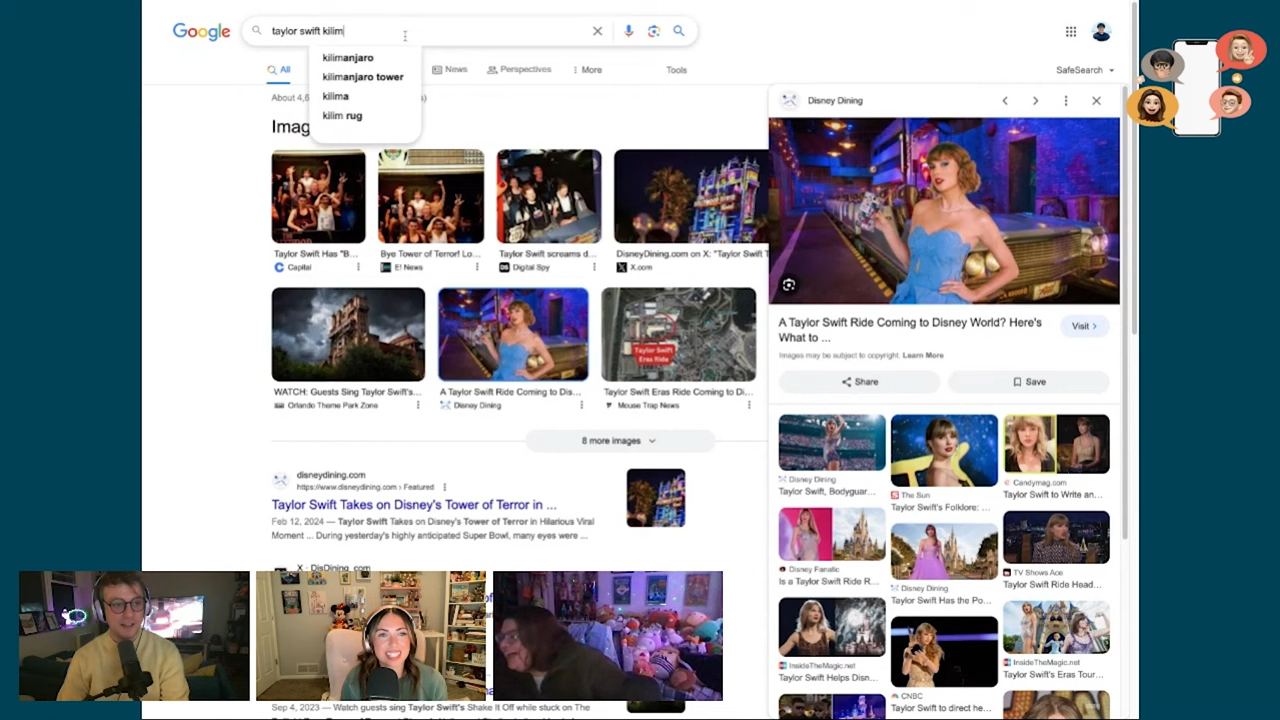 Google
taylor swift kilim
kilimanjaro
kilimanjaro tower
kilima
kilim rug
All
News
Perspectives
More
Tools
SafeSearch
About 4,6
s)
Imag
Taylor Swift Has "B...
Capital
Bye Tower of Terror! Lo...
E! News
Taylor Swift screams d...
Digital Spy
DisneyDining.com on X: "Taylor Swift T
X.com
Taylor Swift
Eras Ride
WATCH: Guests Sing Taylor Swift's...
Orlando Theme Park Zone
A Taylor Swift Ride Coming to Dis...
Disney Dining
Taylor Swift Eras Ride Coming to Di...
Mouse Trap News
8 more images
disneydining.com
https://www.disneydining.com › Featured
Taylor Swift Takes on Disney's Tower of Terror in ...
Feb 12, 2024 — Taylor Swift Takes on Disney's Tower of Terror in Hilarious Viral
Moment ... During yesterday's highly anticipated Super Bowl, many eyes were ...
X · DisDining_com
Sep 4, 2023 — Watch guests sing Taylor Swift's Shake It Off while stuck on The
Disney Dining
A Taylor Swift Ride Coming to Disney World? Here's
What to ...
Visit
Images may be subject to copyright. Learn More
Share
Save
Disney Dining
Taylor Swift, Bodyguar...
The Sun
Taylor Swift's Folklore: ...
Candymag.com
Taylor Swift to Write an...
Disney Fanatic
Is a Taylor Swift Ride R...
Disney Dining
Taylor Swift Has the Po...
TV Shows Ace
Taylor Swift Ride Head...
InsideTheMagic.net
Taylor Swift Helps Disn...
CNBC
Taylor Swift to direct he...
InsideTheMagic.net
Taylor Swift's Eras Tour...